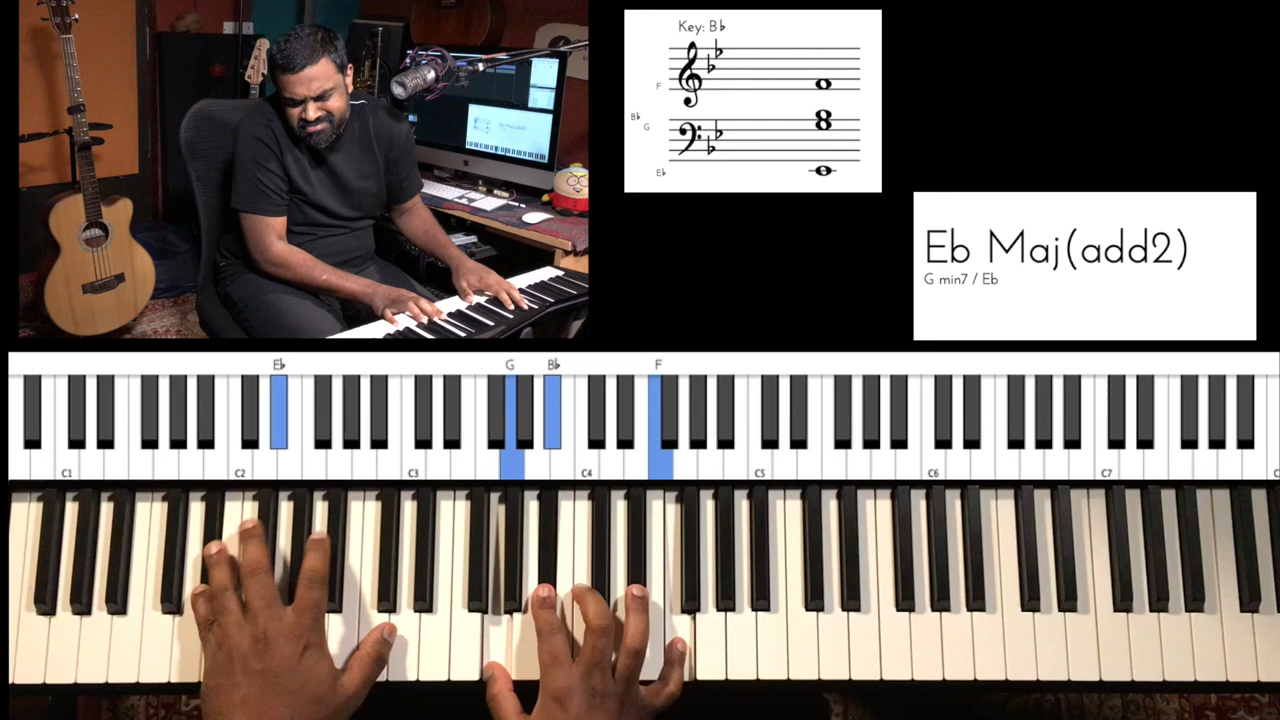 Key: B♭
F
B♭
G
E♭
Eb Maj(add2)
G min7 / Eb
E♭ G B♭ F
C1 C2 C3 C4 C5 C6 C7